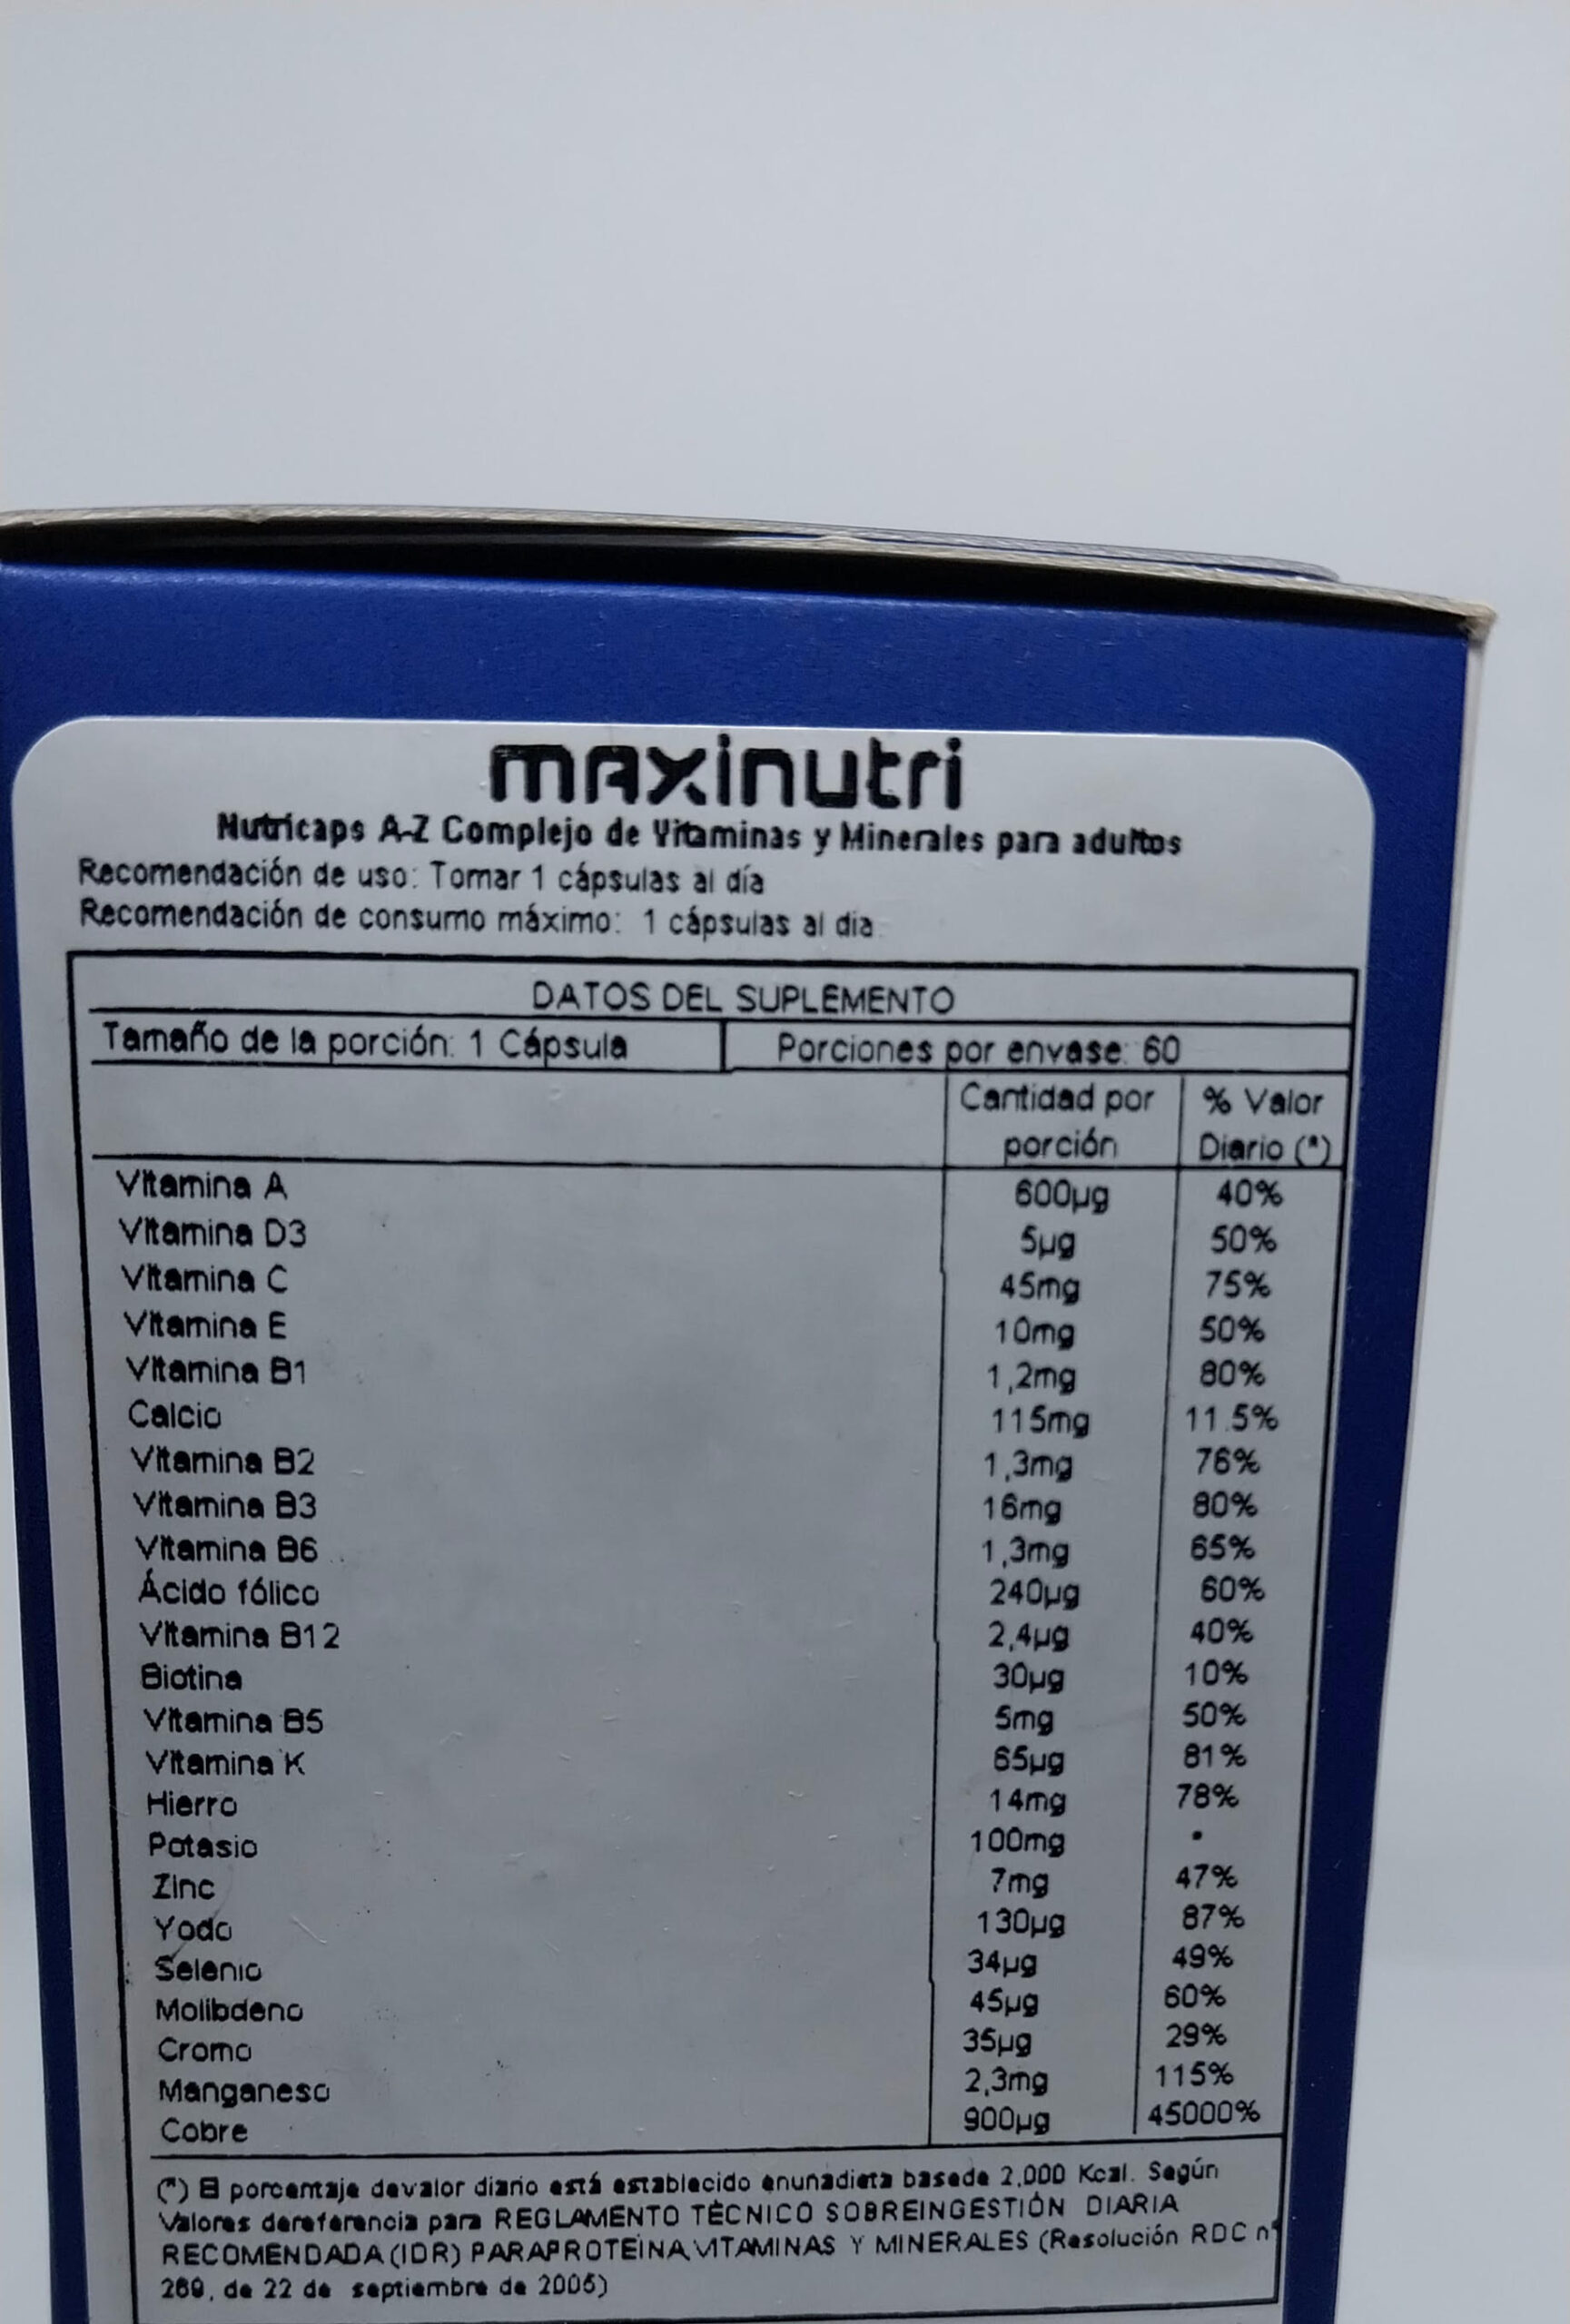 maxinutri
Nutricaps A-Z Complejo de Vitaminas y Minerales para adultos
Recomendación de uso: Tomar 1 cápsulas al día
Recomendación de consumo máximo: 1 cápsulas al dia
DATOS DEL SUPLEMENTO
Tamaño de la porción: 1 Cápsula Porciones por envase: 60
Cantidad por porción % Valor Diario (*)
Vitamina A 600µg 40%
Vitamina D3 5µg 50%
Vitamina C 45mg 75%
Vitamina E 10mg 50%
Vitamina B1 1,2mg 80%
Calcio 115mg 11.5%
Vitamina B2 1,3mg 76%
Vitamina B3 16mg 80%
Vitamina B6 1,3mg 65%
Ácido fólico 240µg 60%
Vitamina B12 2,4µg 40%
Biotina 30µg 10%
Vitamina B5 5mg 50%
Vitamina K 65µg 81%
Hierro 14mg 78%
Potasio 100mg *
Zinc 7mg 47%
Yodo 130µg 87%
Selenio 34µg 49%
Molibdeno 45µg 60%
Cromo 35µg 29%
Manganeso 2,3mg 115%
Cobre 900µg 45000%
(*) El porcentaje devalor diario está establecido enunadieta basede 2,000 Kcal. Según
Valores dereferencia para REGLAMENTO TÉCNICO SOBREINGESTIÓN DIARIA
RECOMENDADA (IDR) PARAPROTEÍNA,VITAMINAS Y MINERALES (Resolución RDC n°
269, de 22 de septiembre de 2005)